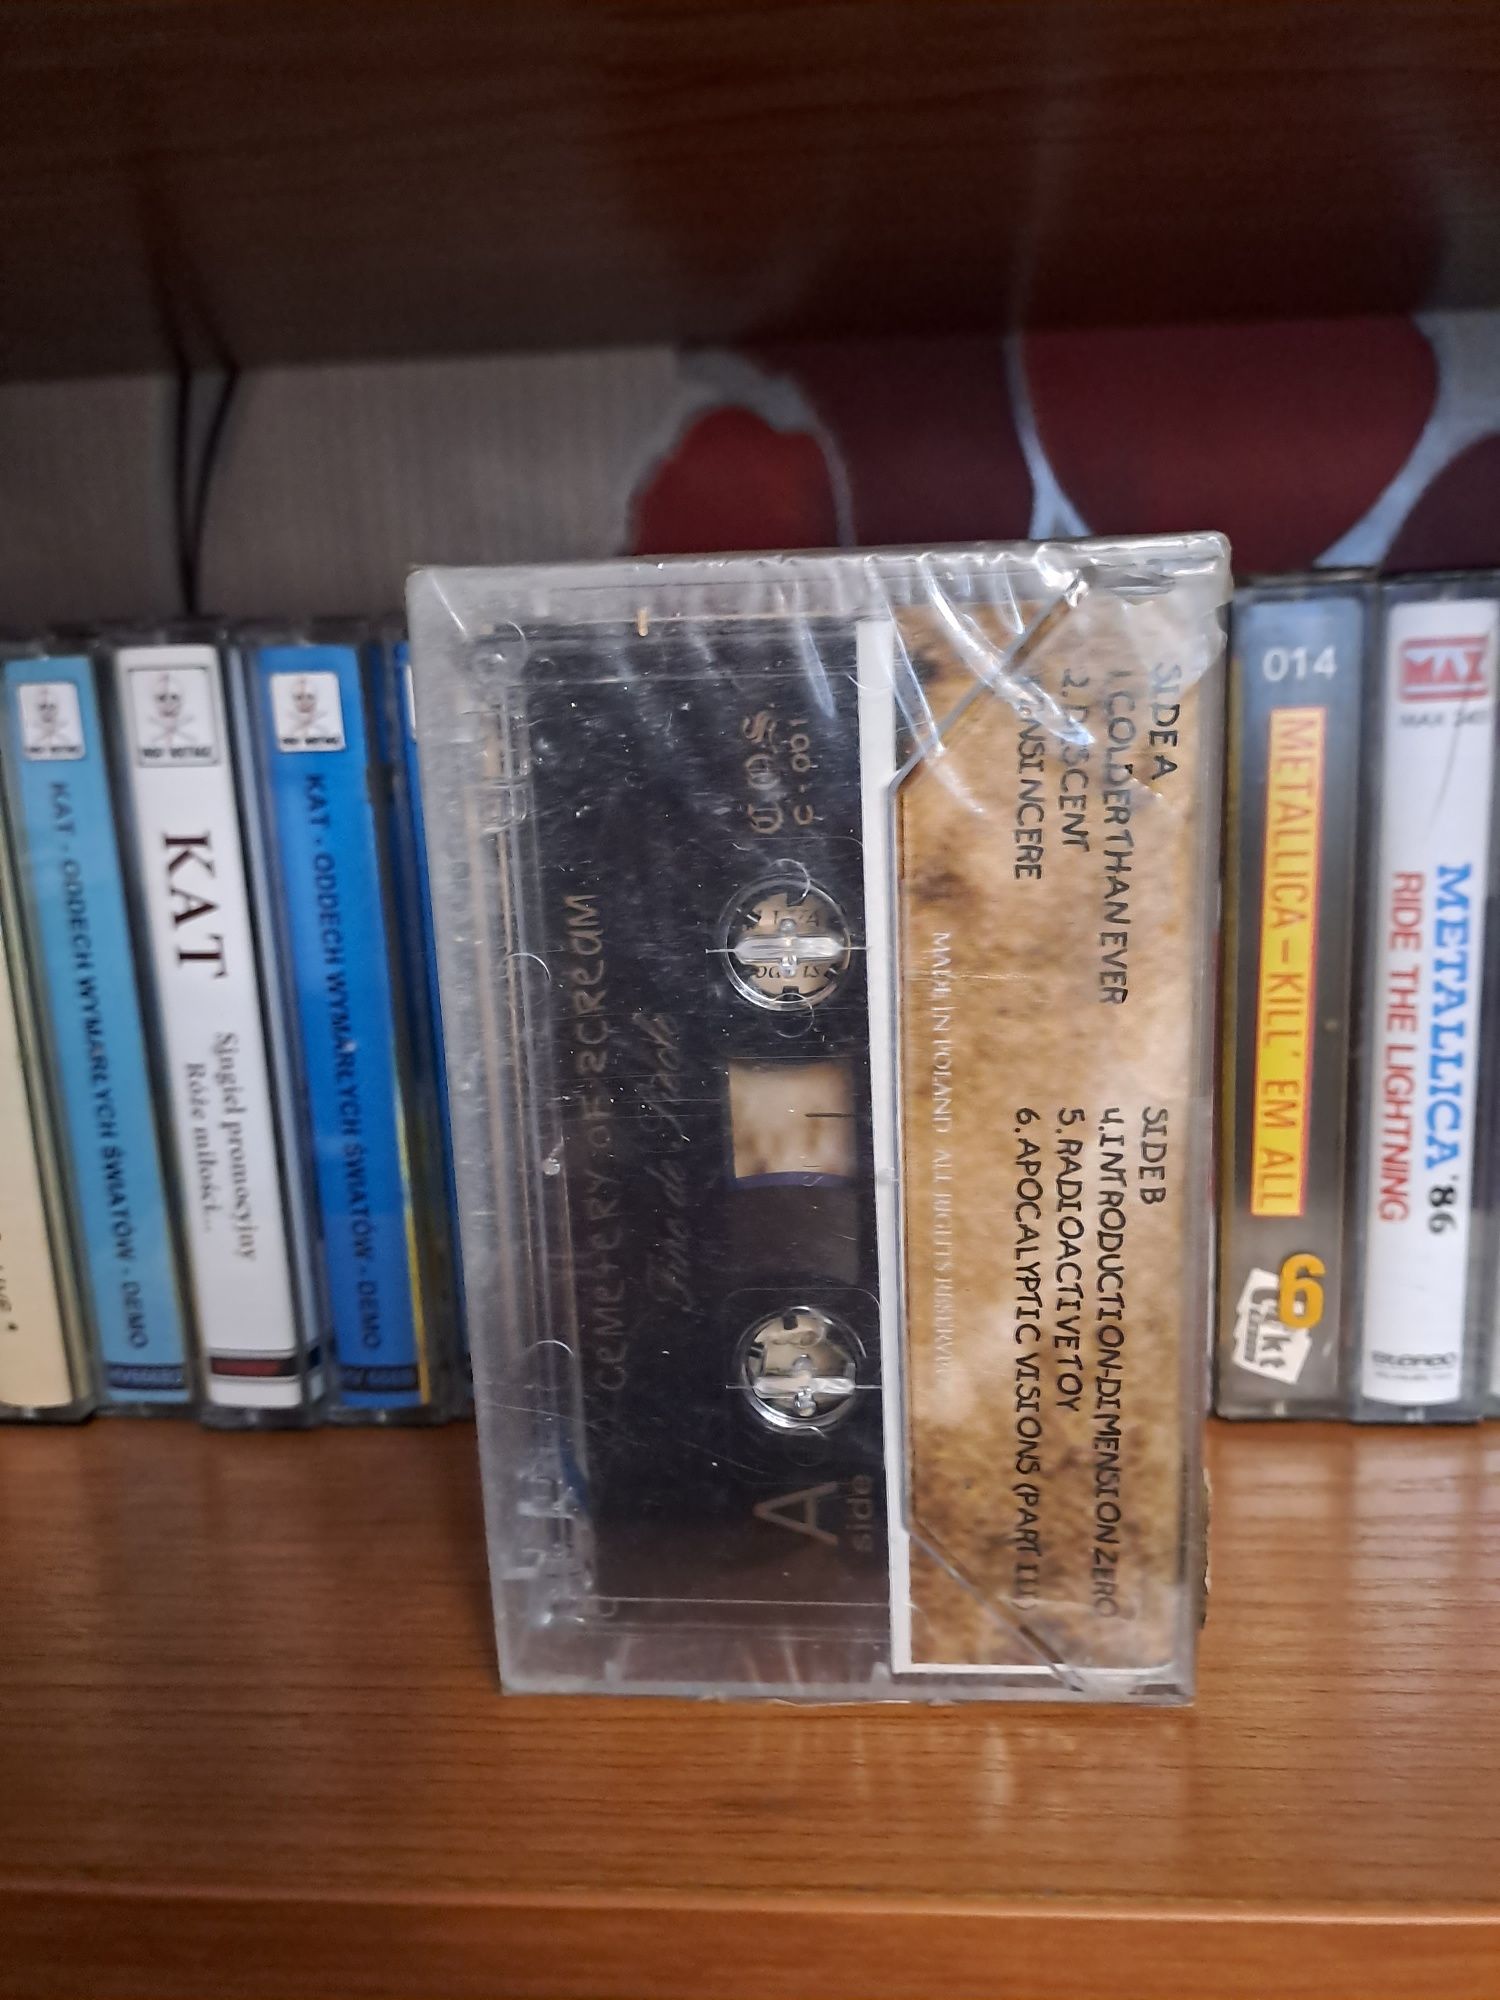 KAT - ODDECH WYMARŁYCH ŚWIATÓW - DEMO
KAT
Singiel promocyjny
Róże miłości...
KAT - ODDECH WYMARŁYCH ŚWIATÓW - DEMO
CEMETERY OF SCREAM
A
side
SIDE A
1. COLDER THAN EVER
2. DESCENT
INSINCERE
SIDE B
4. INTRODUCTION-DIMENSION ZERO
5. RADIOACTIVE TOY
6. APOCALYPTIC VISIONS (PART III)
MADE IN POLAND ALL RIGHTS RESERVED
014
METALLICA - KILL' EM ALL
6
MAX
METALLICA '86
RIDE THE LIGHTNING